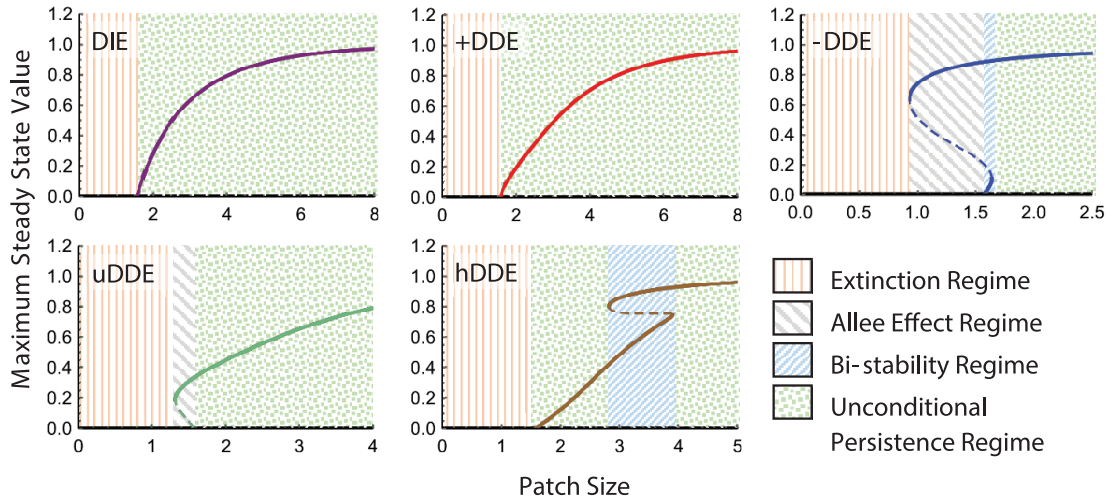 Maximum Steady State Value
DIE
1.2
1.0
0.8
0.6
0.4
0.2
0.0
2 4 6 8
+DDE
1.2
1.0
0.8
0.6
0.4
0.2
0.0
0 2 4 6 8
-DDE
1.2
1.0
0.8
0.6
0.4
0.2
0.0
0.0 0.5 1.0 1.5 2.0 2.5
uDDE
1.2
1.0
0.8
0.6
0.4
0.2
0.0
0 1 2 3 4
hDDE
1.2
1.0
0.8
0.6
0.4
0.2
0.0
0 1 2 3 4 5
Extinction Regime
Allee Effect Regime
Bi-stability Regime
Unconditional
Persistence Regime
Patch Size